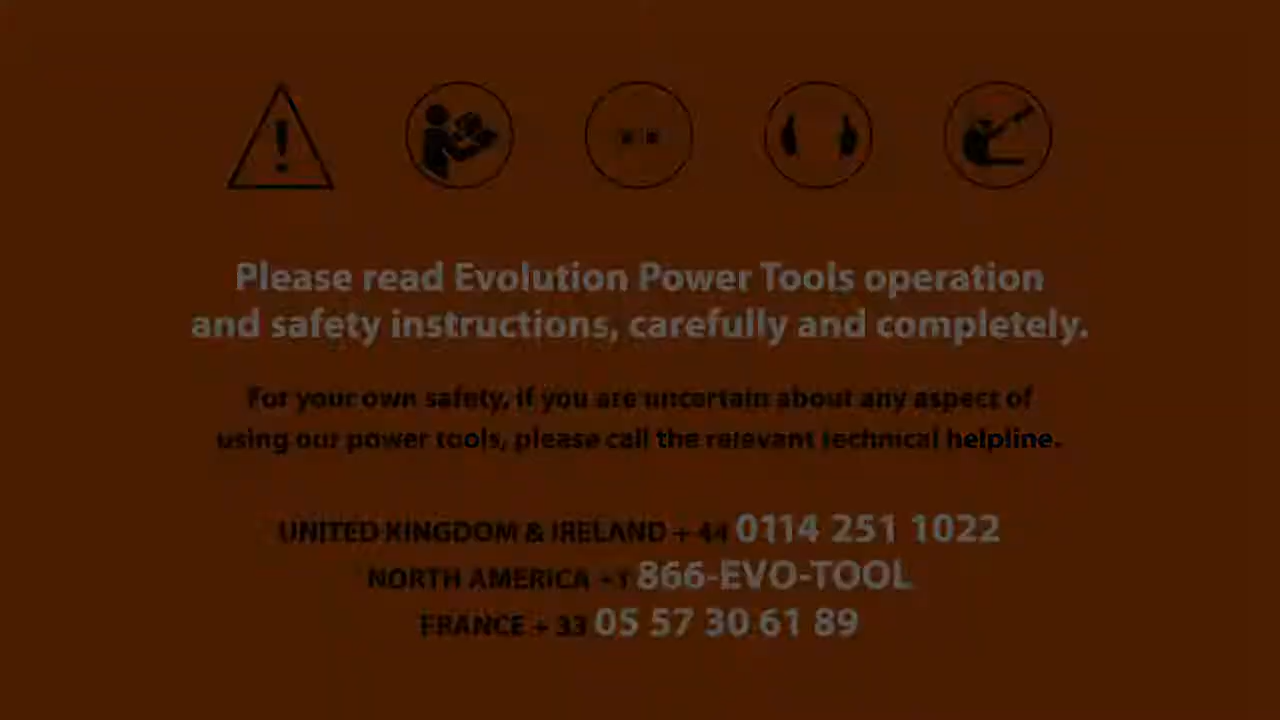 Please read Evolution Power Tools operation
and safety instructions, carefully and completely.
For your own safety, if you are uncertain about any aspect of
using our power tools, please call the relevant technical helpline.
UNITED KINGDOM & IRELAND + 44 0114 251 1022
NORTH AMERICA +1 866-EVO-TOOL
FRANCE + 33 05 57 30 61 89